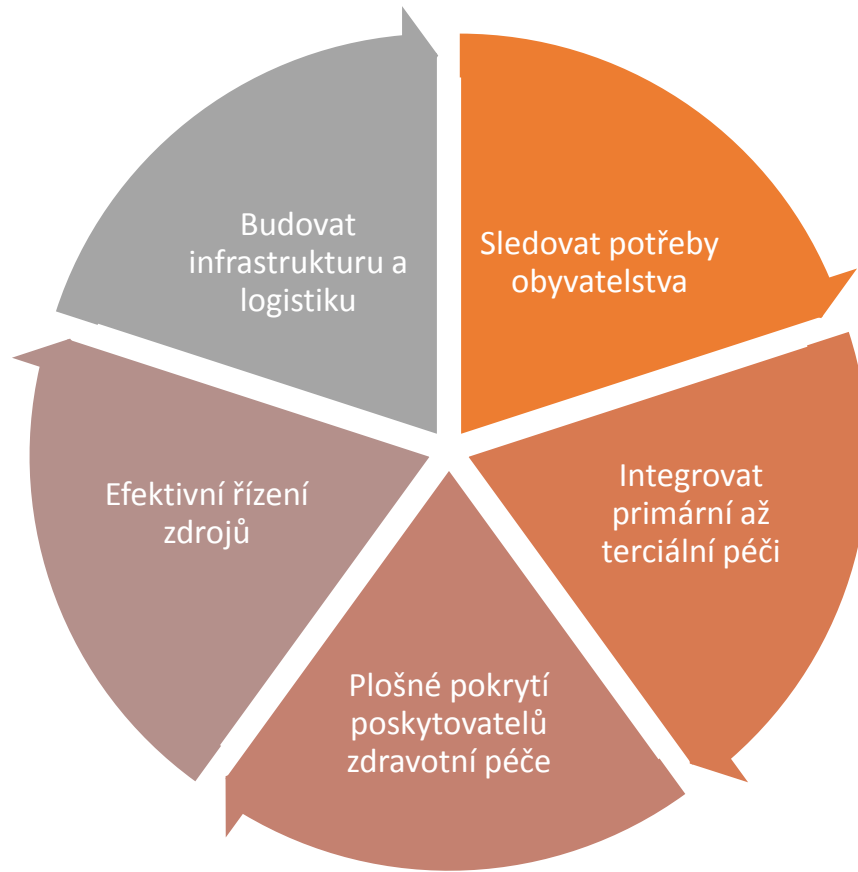 Sledovat potřeby
obyvatelstva
Integrovat
primární až
terciální péči
Plošné pokrytí
poskytovatelů
zdravotní péče
Efektivní řízení
zdrojů
Budovat
infrastrukturu a
logistiku